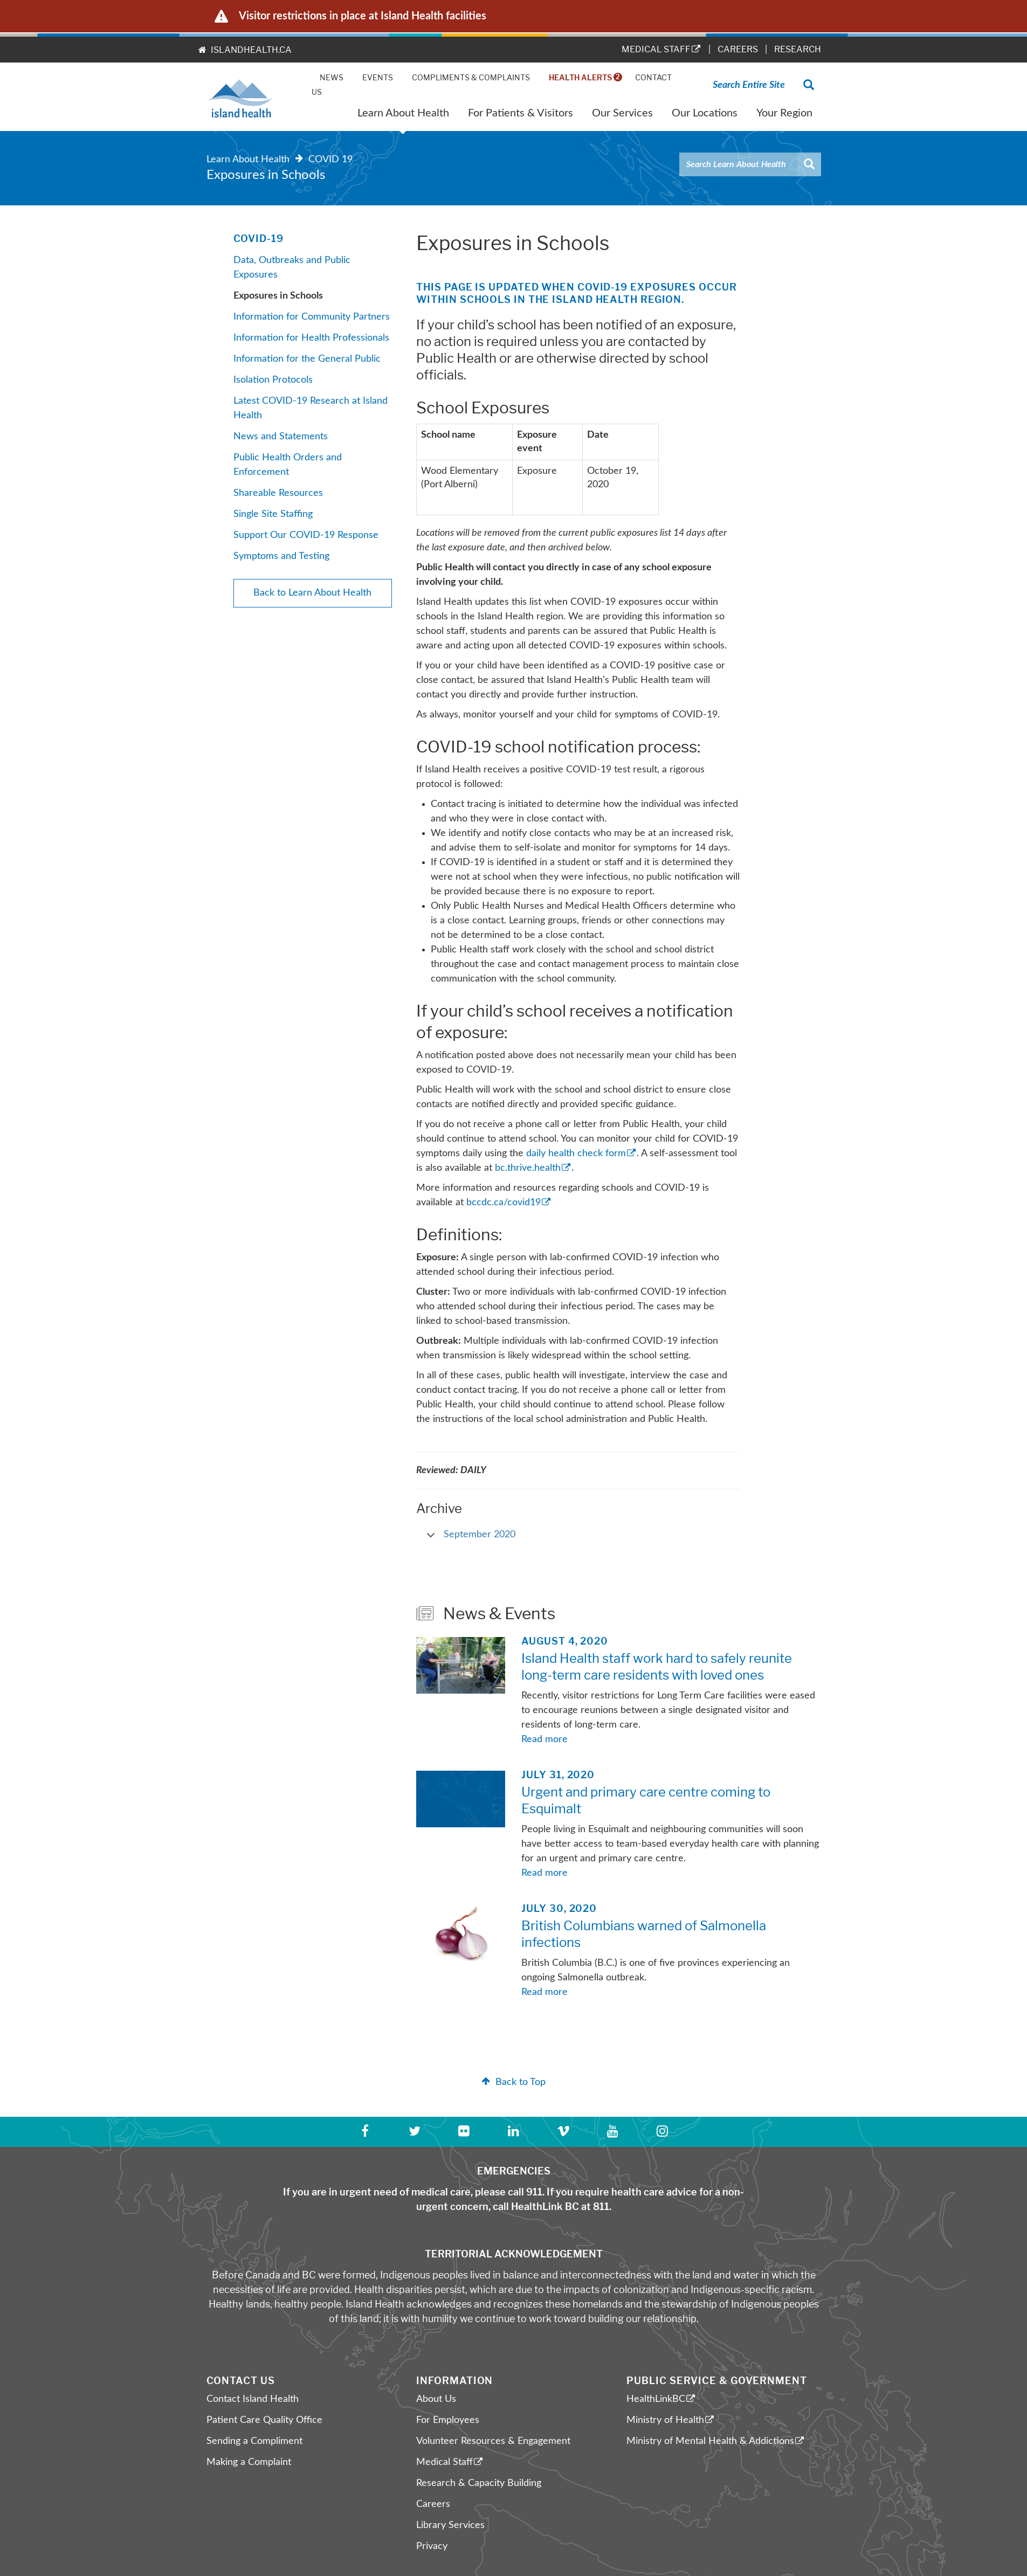 Visitor restrictions in place at Island Health facilities
ISLANDHEALTH.CA
MEDICAL STAFF | CAREERS | RESEARCH
NEWS EVENTS COMPLIMENTS & COMPLAINTS HEALTH ALERTS 2 CONTACT
US
Search Entire Site
island health
Learn About Health For Patients & Visitors Our Services Our Locations Your Region
Learn About Health COVID 19
Exposures in Schools
Search Learn About Health
COVID-19
Data, Outbreaks and Public
Exposures
Exposures in Schools
Information for Community Partners
Information for Health Professionals
Information for the General Public
Isolation Protocols
Latest COVID-19 Research at Island
Health
News and Statements
Public Health Orders and
Enforcement
Shareable Resources
Single Site Staffing
Support Our COVID-19 Response
Symptoms and Testing
Back to Learn About Health
Exposures in Schools
THIS PAGE IS UPDATED WHEN COVID-19 EXPOSURES OCCUR
WITHIN SCHOOLS IN THE ISLAND HEALTH REGION.
If your child's school has been notified of an exposure,
no action is required unless you are contacted by
Public Health or are otherwise directed by school
officials.
School Exposures
School name Exposure Date
event
Wood Elementary Exposure October 19,
(Port Alberni) 2020
Locations will be removed from the current public exposures list 14 days after
the last exposure date, and then archived below.
Public Health will contact you directly in case of any school exposure
involving your child.
Island Health updates this list when COVID-19 exposures occur within
schools in the Island Health region. We are providing this information so
school staff, students and parents can be assured that Public Health is
aware and acting upon all detected COVID-19 exposures within schools.
If you or your child have been identified as a COVID-19 positive case or
close contact, be assured that Island Health's Public Health team will
contact you directly and provide further instruction.
As always, monitor yourself and your child for symptoms of COVID-19.
COVID-19 school notification process:
If Island Health receives a positive COVID-19 test result, a rigorous
protocol is followed:
• Contact tracing is initiated to determine how the individual was infected
and who they were in close contact with.
• We identify and notify close contacts who may be at an increased risk,
and advise them to self-isolate and monitor for symptoms for 14 days.
• If COVID-19 is identified in a student or staff and it is determined they
were not at school when they were infectious, no public notification will
be provided because there is no exposure to report.
• Only Public Health Nurses and Medical Health Officers determine who
is a close contact. Learning groups, friends or other connections may
not be determined to be a close contact.
• Public Health staff work closely with the school and school district
throughout the case and contact management process to maintain close
communication with the school community.
If your child's school receives a notification
of exposure:
A notification posted above does not necessarily mean your child has been
exposed to COVID-19.
Public Health will work with the school and school district to ensure close
contacts are notified directly and provided specific guidance.
If you do not receive a phone call or letter from Public Health, your child
should continue to attend school. You can monitor your child for COVID-19
symptoms daily using the daily health check form. A self-assessment tool
is also available at bc.thrive.health.
More information and resources regarding schools and COVID-19 is
available at bccdc.ca/covid19
Definitions:
Exposure: A single person with lab-confirmed COVID-19 infection who
attended school during their infectious period.
Cluster: Two or more individuals with lab-confirmed COVID-19 infection
who attended school during their infectious period. The cases may be
linked to school-based transmission.
Outbreak: Multiple individuals with lab-confirmed COVID-19 infection
when transmission is likely widespread within the school setting.
In all of these cases, public health will investigate, interview the case and
conduct contact tracing. If you do not receive a phone call or letter from
Public Health, your child should continue to attend school. Please follow
the instructions of the local school administration and Public Health.
Reviewed: DAILY
Archive
September 2020
News & Events
AUGUST 4, 2020
Island Health staff work hard to safely reunite
long-term care residents with loved ones
Recently, visitor restrictions for Long Term Care facilities were eased
to encourage reunions between a single designated visitor and
residents of long-term care.
Read more
JULY 31, 2020
Urgent and primary care centre coming to
Esquimalt
People living in Esquimalt and neighbouring communities will soon
have better access to team-based everyday health care with planning
for an urgent and primary care centre.
Read more
JULY 30, 2020
British Columbians warned of Salmonella
infections
British Columbia (B.C.) is one of five provinces experiencing an
ongoing Salmonella outbreak.
Read more
Back to Top
EMERGENCIES
If you are in urgent need of medical care, please call 911. If you require health care advice for a non-
urgent concern, call HealthLink BC at 811.
TERRITORIAL ACKNOWLEDGEMENT
Before Canada and BC were formed, Indigenous peoples lived in balance and interconnectedness with the land and water in which the
necessities of life are provided. Health disparities persist, which are due to the impacts of colonization and Indigenous-specific racism.
Healthy lands, healthy people. Island Health acknowledges and recognizes these homelands and the stewardship of Indigenous peoples
of this land; it is with humility we continue to work toward building our relationship.
CONTACT US
Contact Island Health
Patient Care Quality Office
Sending a Compliment
Making a Complaint
INFORMATION
About Us
For Employees
Volunteer Resources & Engagement
Medical Staff
Research & Capacity Building
Careers
Library Services
Privacy
PUBLIC SERVICE & GOVERNMENT
HealthLinkBC
Ministry of Health
Ministry of Mental Health & Addictions